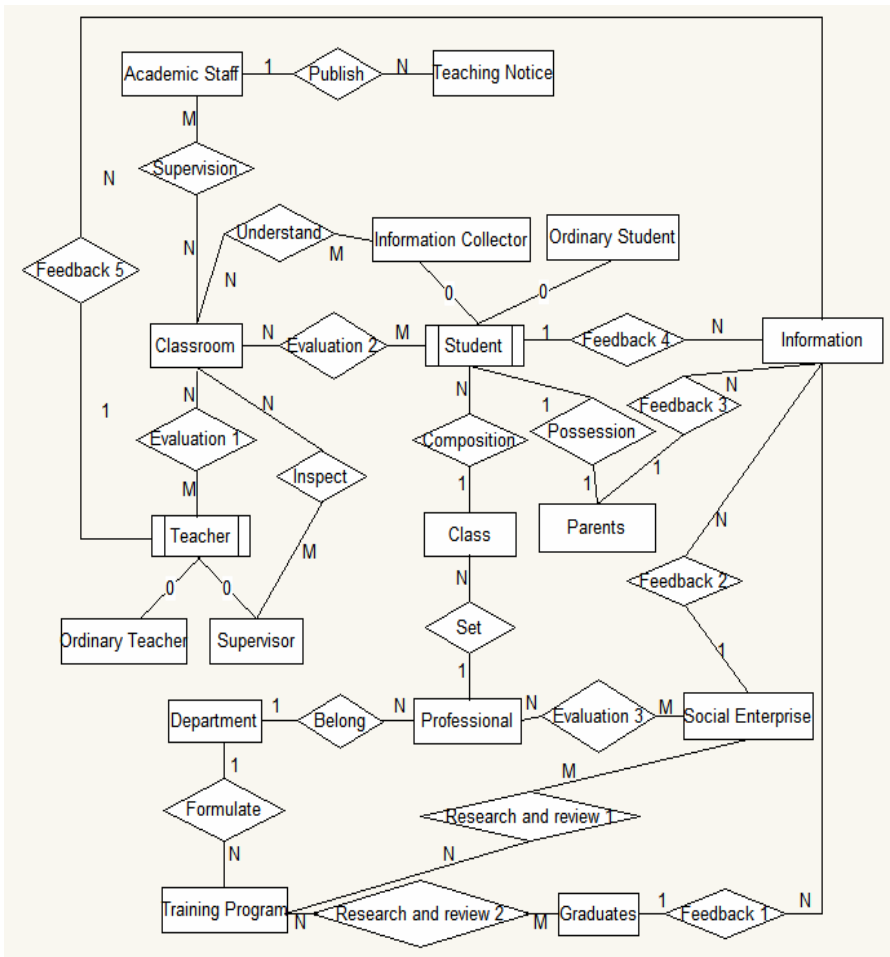 Academic Staff 1 Publish N Teaching Notice
M
Supervision
N
Understand Information Collector Ordinary Student
M
N Feedback 5
N 0 0
Classroom N Evaluation 2 M Student 1 Feedback 4 N Information
N N N 1 Feedback 3 N
1 Evaluation 1 Composition Possession
M Inspect 1 1 1
Teacher Class Parents N
0 0 M N Feedback 2
Ordinary Teacher Supervisor Set 1
1
Department 1 Belong N Professional N Evaluation 3 M Social Enterprise
1 M
Formulate Research and review 1
N N
Training Program N Research and review 2 M Graduates 1 Feedback 1 N